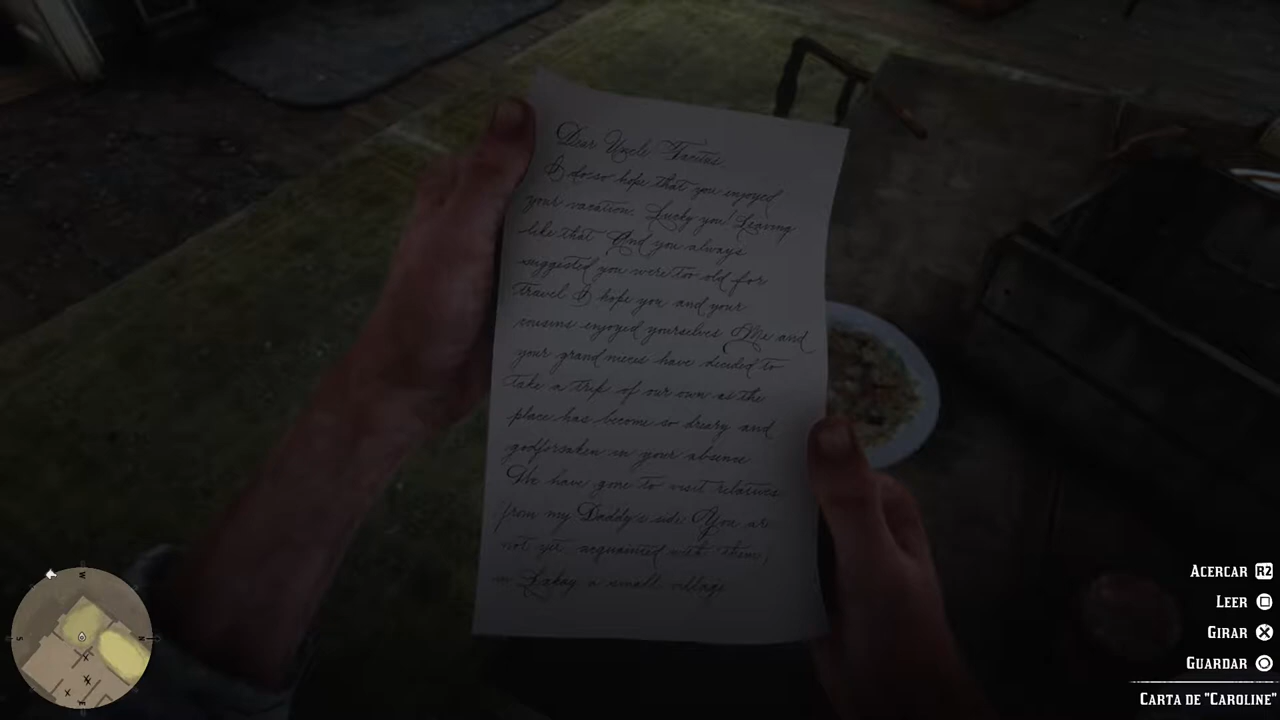 Dear Uncle Tacitus
I do so hope that you enjoyed
your vacation. Lucky you! Leaving
like that And you always
suggested you were too old for
travel I hope you and your
cousins enjoyed yourselves Me and
your grand nieces have decided to
take a trip of our own as the
place has become so dreary and
godforsaken in your absence
We have gone to visit relatives
from my Daddy's side You are
not yet acquainted with them,
in Lakay a small village
ACERCAR R2
LEER
GIRAR
GUARDAR
CARTA DE "CAROLINE"
W
S
N